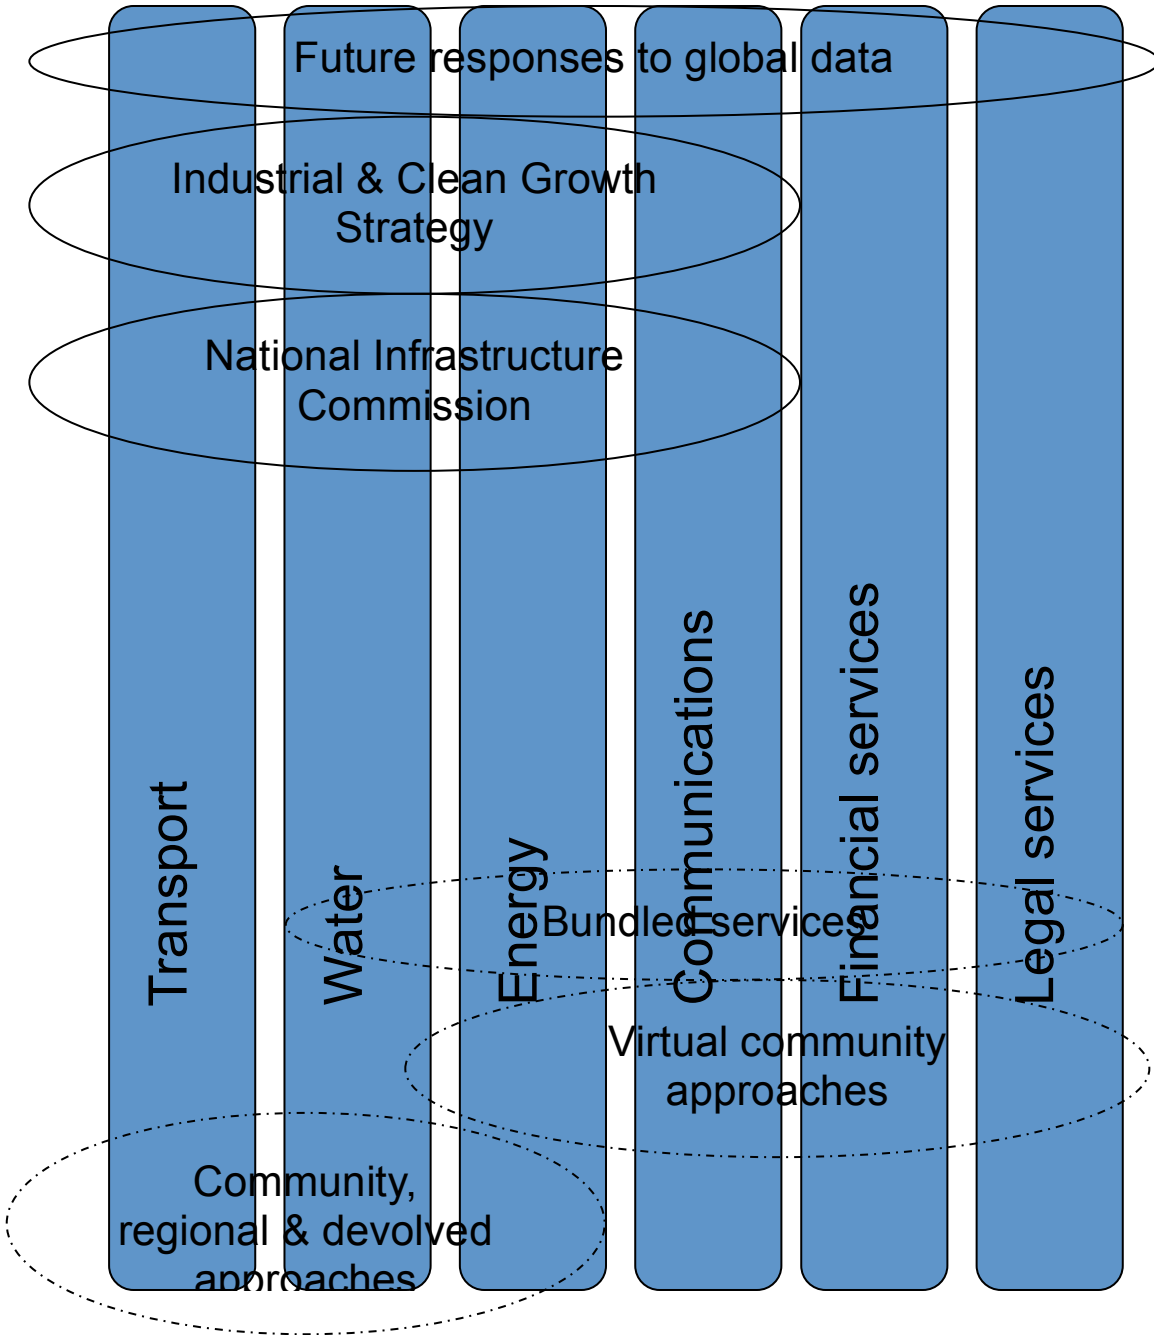 Future responses to global data
Industrial & Clean Growth
Strategy
National Infrastructure
Commission
Transport
Water
Energy
Communications
Financial services
Legal services
Bundled services
Virtual community
approaches
Community,
regional & devolved
approaches